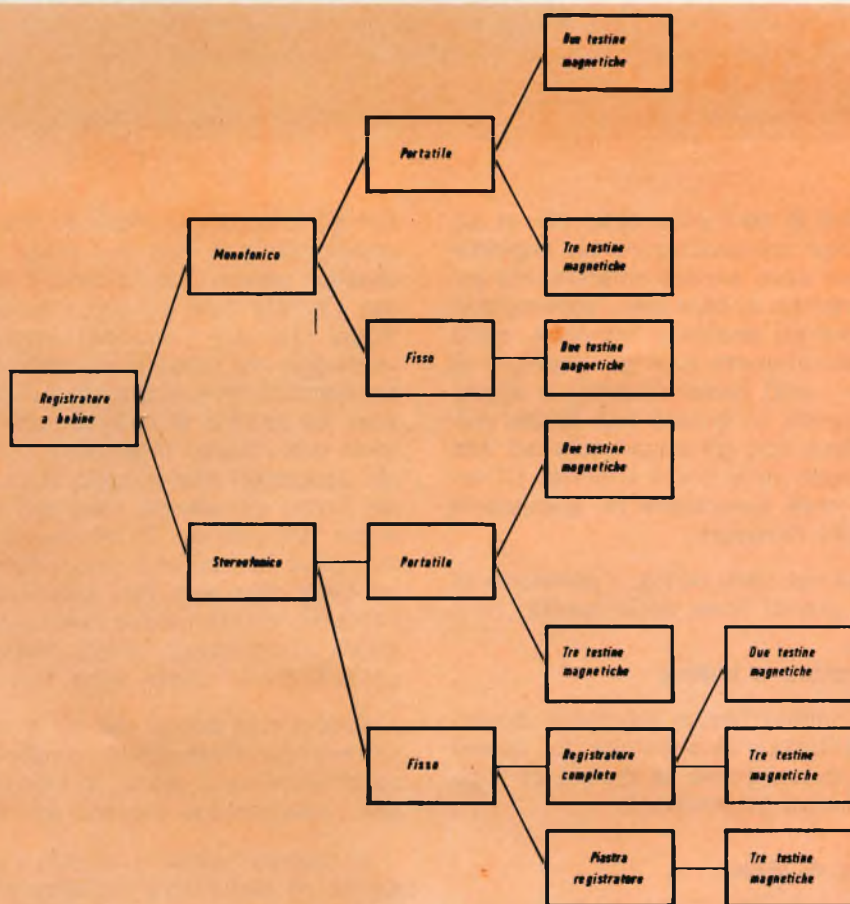 Due testine
magnetiche
Portatile
Tre testine
magnetiche
Monofonico
Fisso
Due testine
magnetiche
Registratore
a bobine
Due testine
magnetiche
Stereofonico
Portatile
Tre testine
magnetiche
Due testine
magnetiche
Fisso
Registratore
completo
Tre testine
magnetiche
Piastra
registratore
Tre testine
magnetiche